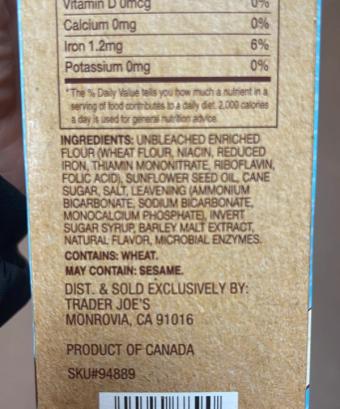 Vitamin D 0mcg 0%
Calcium 0mg 0%
Iron 1.2mg 6%
Potassium 0mg 0%
*The % Daily Value tells you how much a nutrient in a
serving of food contributes to a daily diet. 2,000 calories
a day is used for general nutrition advice.
INGREDIENTS: UNBLEACHED ENRICHED
FLOUR (WHEAT FLOUR, NIACIN, REDUCED
IRON, THIAMIN MONONITRATE, RIBOFLAVIN,
FOLIC ACID), SUNFLOWER SEED OIL, CANE
SUGAR, SALT, LEAVENING (AMMONIUM
BICARBONATE, SODIUM BICARBONATE,
MONOCALCIUM PHOSPHATE), INVERT
SUGAR SYRUP, BARLEY MALT EXTRACT,
NATURAL FLAVOR, MICROBIAL ENZYMES.
CONTAINS: WHEAT.
MAY CONTAIN: SESAME.
DIST. & SOLD EXCLUSIVELY BY:
TRADER JOE'S
MONROVIA, CA 91016
PRODUCT OF CANADA
SKU#94889